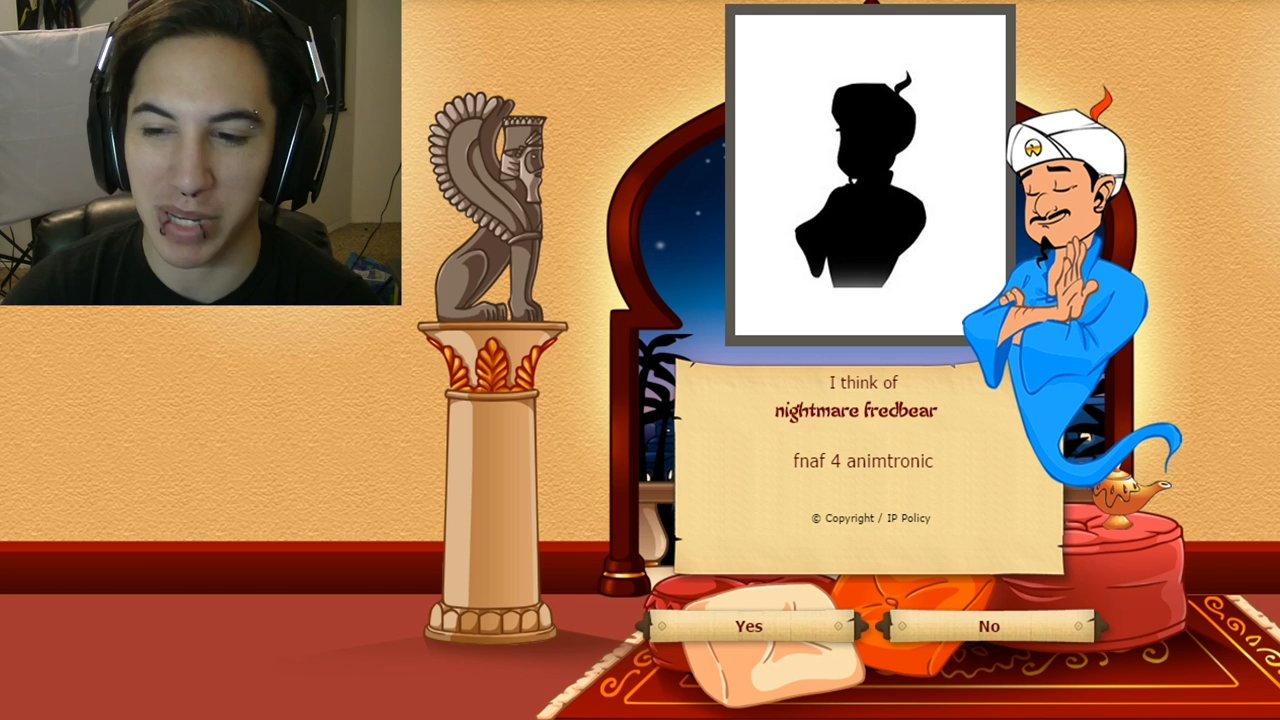 I think of
nightmare fredbear
fnaf 4 animtronic
© Copyright / IP Policy
Yes
No